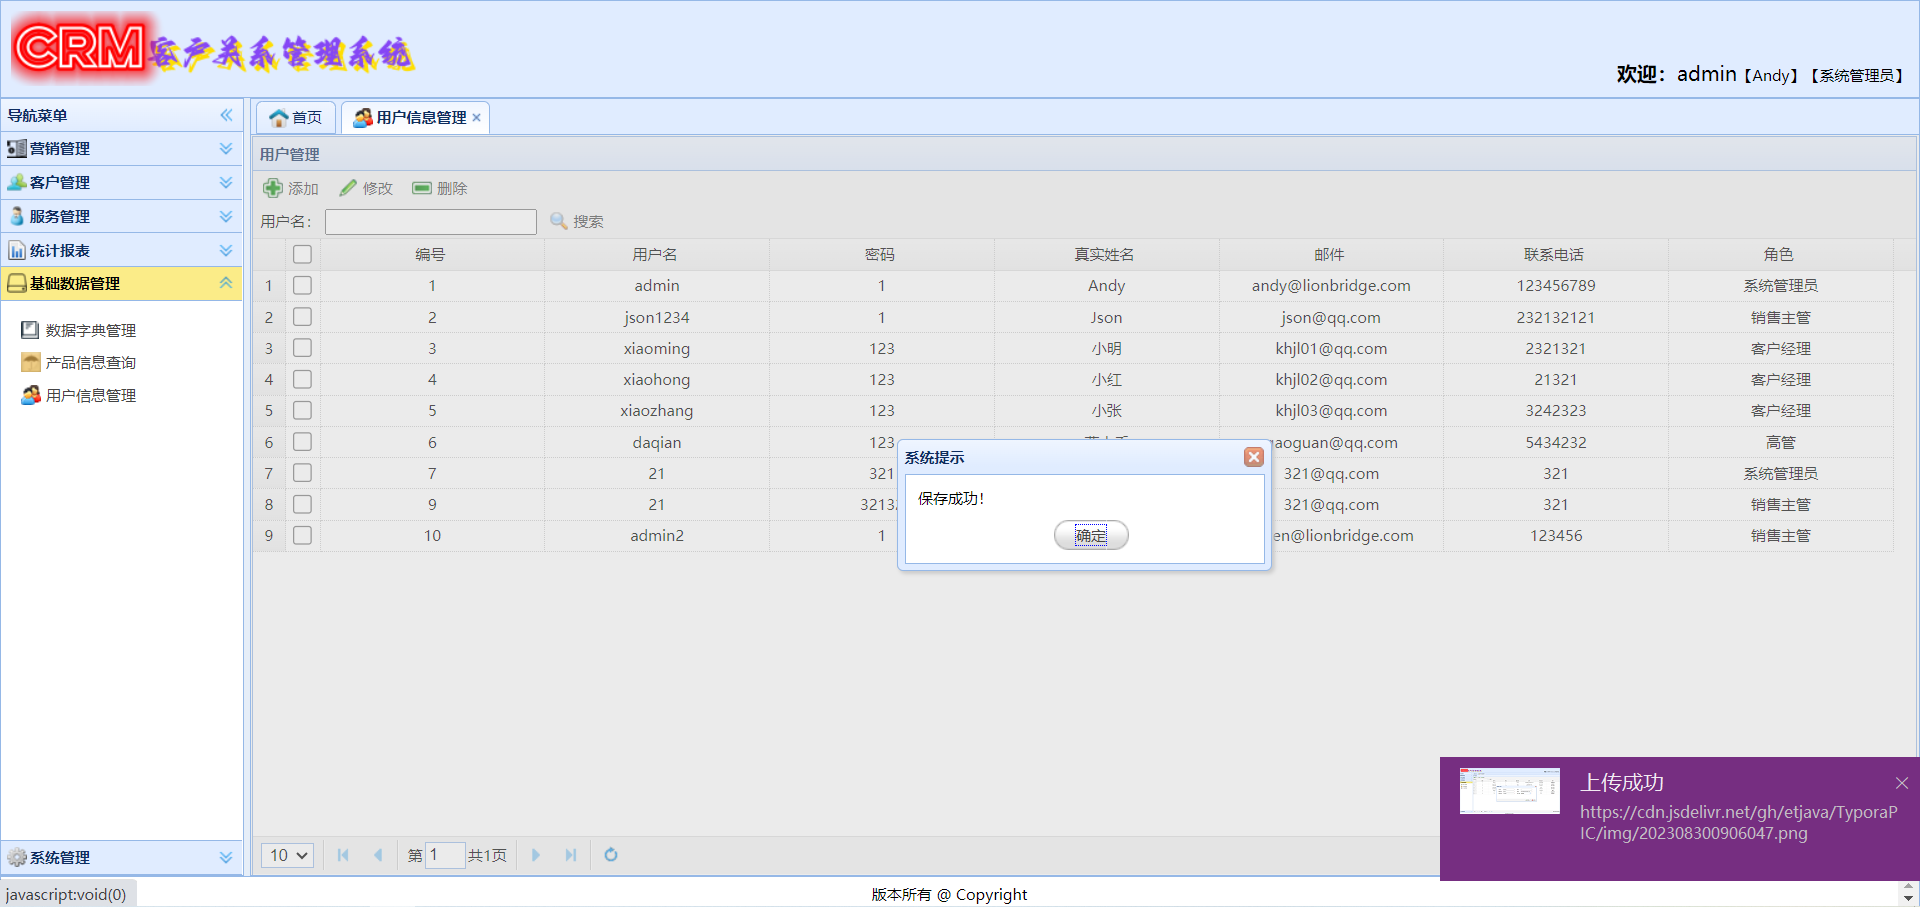 CRM客户关系管理系统
欢迎：admin【Andy】【系统管理员】
导航菜单
营销管理
客户管理
服务管理
统计报表
基础数据管理
数据字典管理
产品信息查询
用户信息管理
系统管理
首页 用户信息管理
用户管理
添加 修改 删除
用户名： 搜索
编号 用户名 密码 真实姓名 邮件 联系电话 角色
1 1 admin 1 Andy andy@lionbridge.com 123456789 系统管理员
2 2 json1234 1 Json json@qq.com 232132121 销售主管
3 3 xiaoming 123 小明 khjl01@qq.com 2321321 客户经理
4 4 xiaohong 123 小红 khjl02@qq.com 21321 客户经理
5 5 xiaozhang 123 小张 khjl03@qq.com 3242323 客户经理
6 6 daqian 123 aoguan@qq.com 5434232 高管
7 7 21 321 321@qq.com 321 系统管理员
8 9 21 3213 321@qq.com 321 销售主管
9 10 admin2 1 en@lionbridge.com 123456 销售主管
系统提示
保存成功！
确定
10 第 1 共1页
上传成功
https://cdn.jsdelivr.net/gh/etjava/TyporaP
IC/img/202308300906047.png
javascript:void(0)
版本所有 @ Copyright